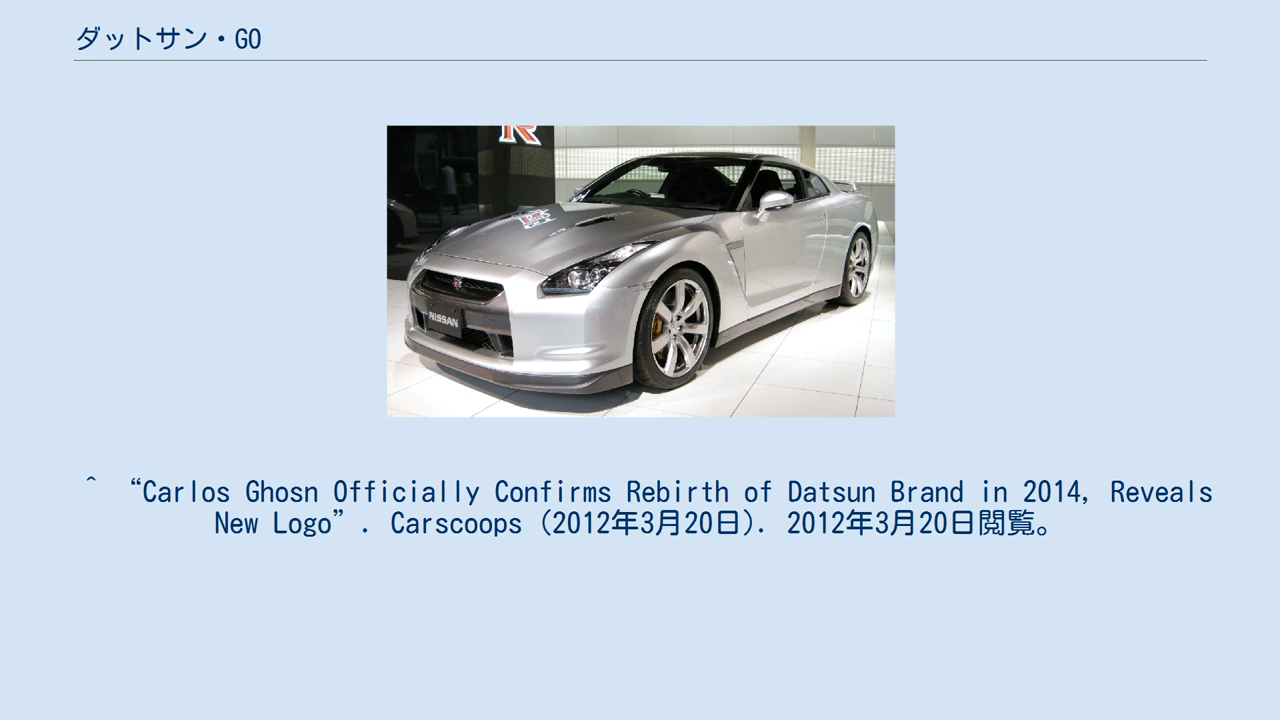 ダットサン・GO
R
NISSAN
^ “Carlos Ghosn Officially Confirms Rebirth of Datsun Brand in 2014, Reveals
New Logo”. Carscoops (2012年3月20日). 2012年3月20日閲覧。